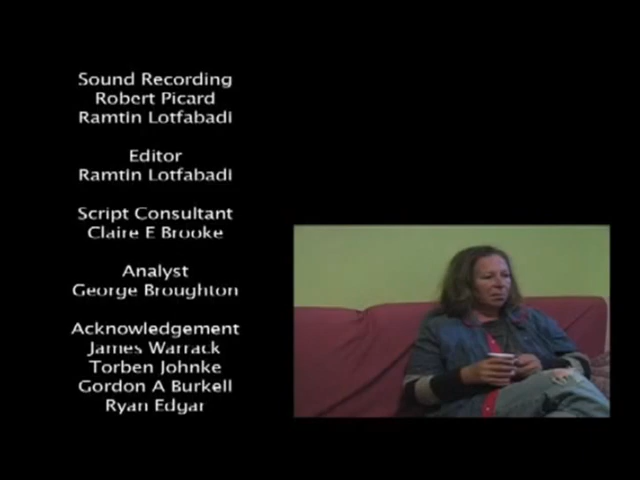 Sound Recording
Robert Picard
Ramtin Lotfabadi
Editor
Ramtin Lotfabadi
Script Consultant
Claire E Brooke
Analyst
George Broughton
Acknowledgement
James Warrack
Torben Johnke
Gordon A Burkell
Ryan Edgar